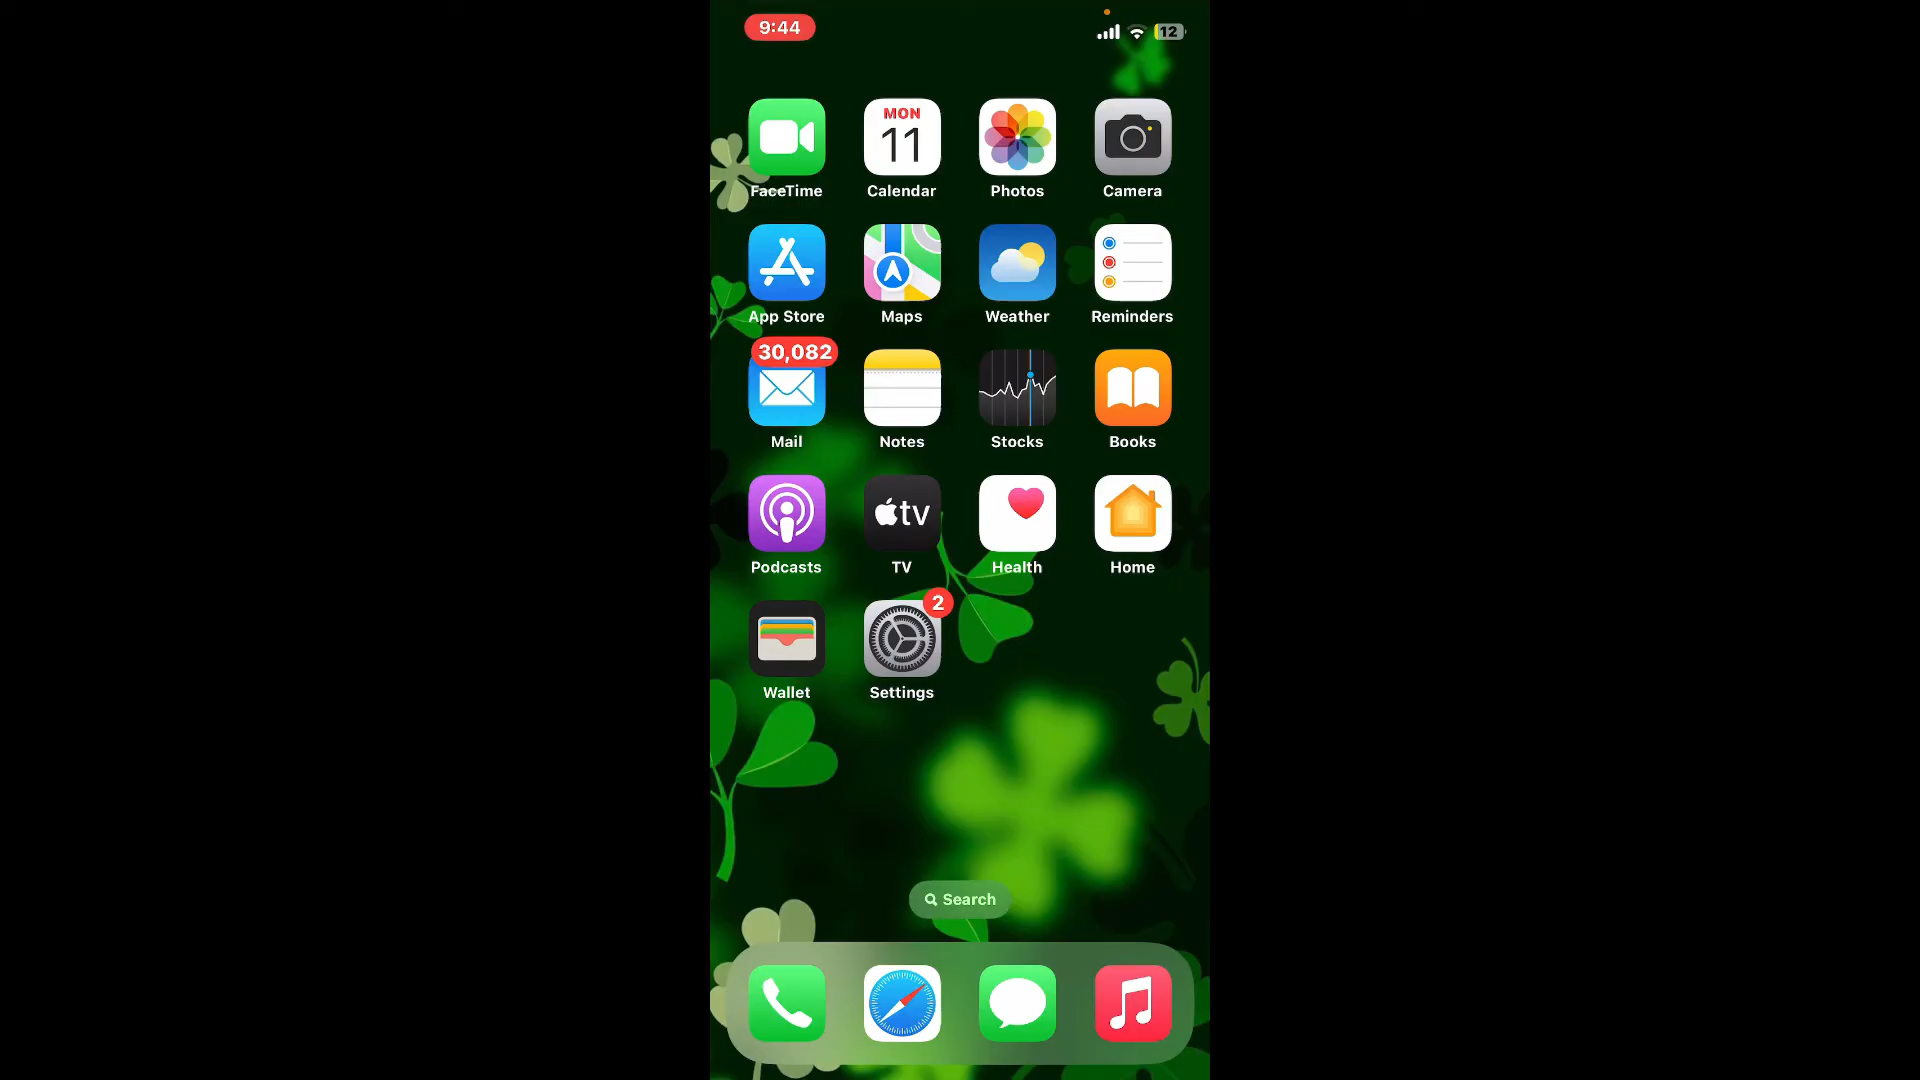 9:44
12
FaceTime
MON
11
Calendar
Photos
Camera
App Store
Maps
Weather
Reminders
30,082
Mail
Notes
Stocks
Books
Podcasts
tv
TV
Health
Home
Wallet
2
Settings
Search